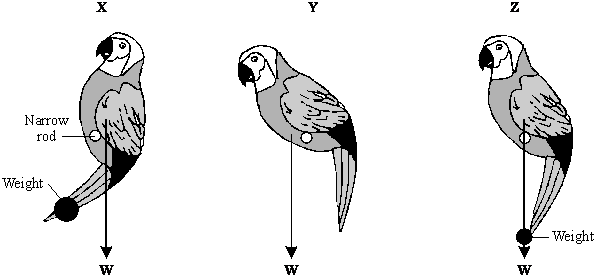 X Y Z
Narrow
rod
Weight
Weight
W W W